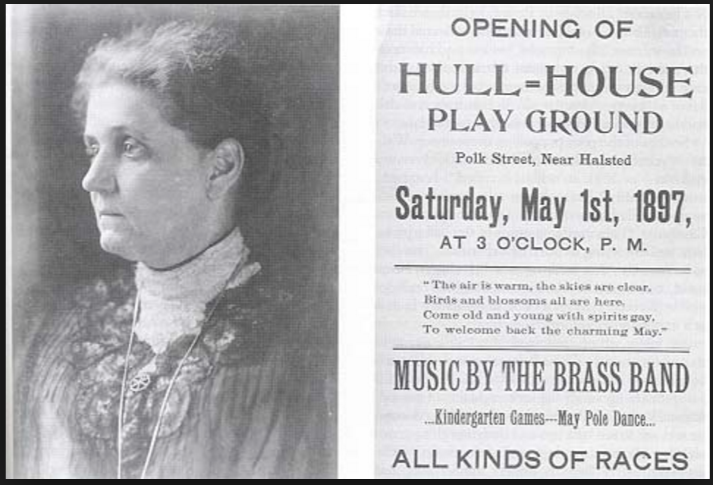 OPENING OF
HULL=HOUSE
PLAY GROUND
Polk Street, Near Halsted
Saturday, May 1st, 1897,
AT 3 O'CLOCK, P. M.
"The air is warm, the skies are clear,
Birds and blossoms all are here,
Come old and young with spirits gay,
To welcome back the charming May."
MUSIC BY THE BRASS BAND
...Kindergarten Games---May Pole Dance...
ALL KINDS OF RACES